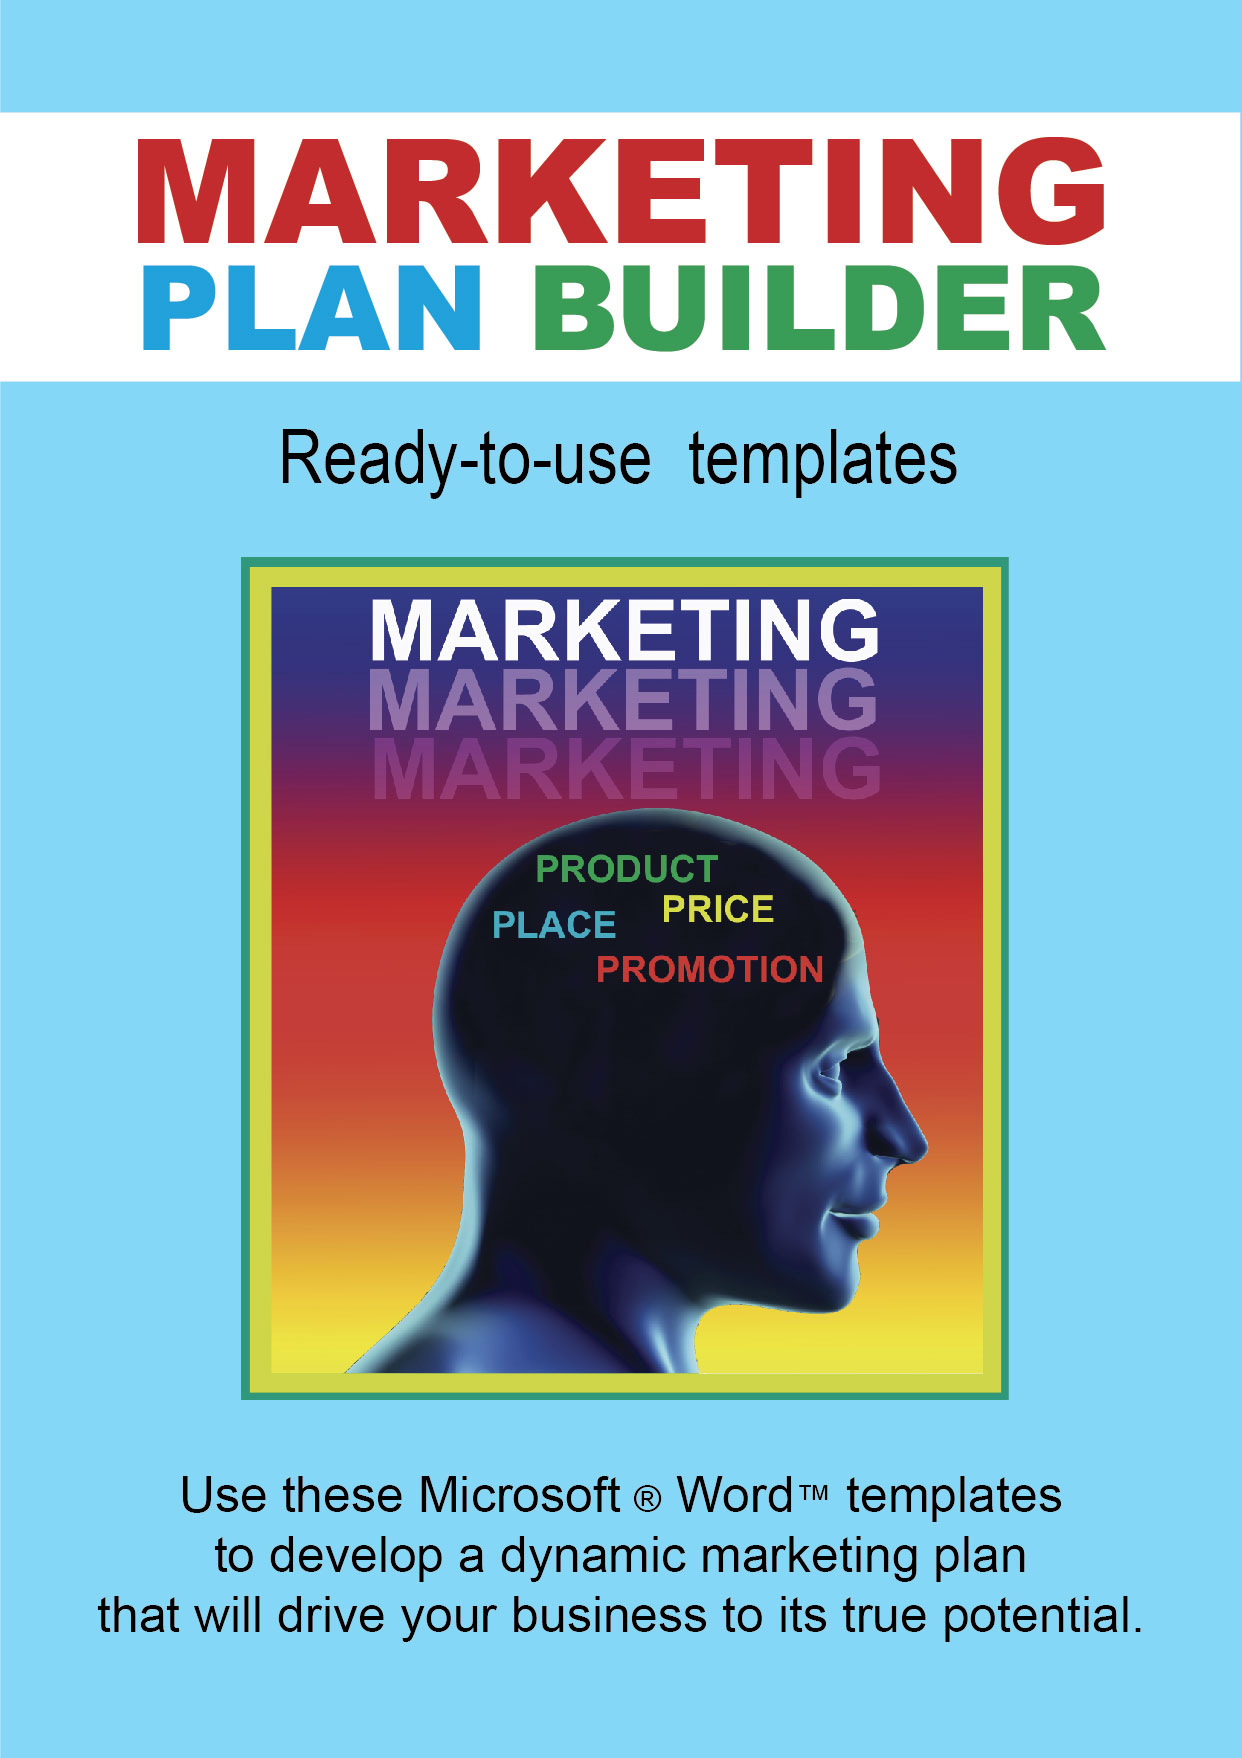 MARKETING
PLAN BUILDER
Ready-to-use templates
MARKETING
MARKETING
MARKETING
PRODUCT
PRICE
PLACE
PROMOTION
Use these Microsoft ® Word™ templates
to develop a dynamic marketing plan
that will drive your business to its true potential.